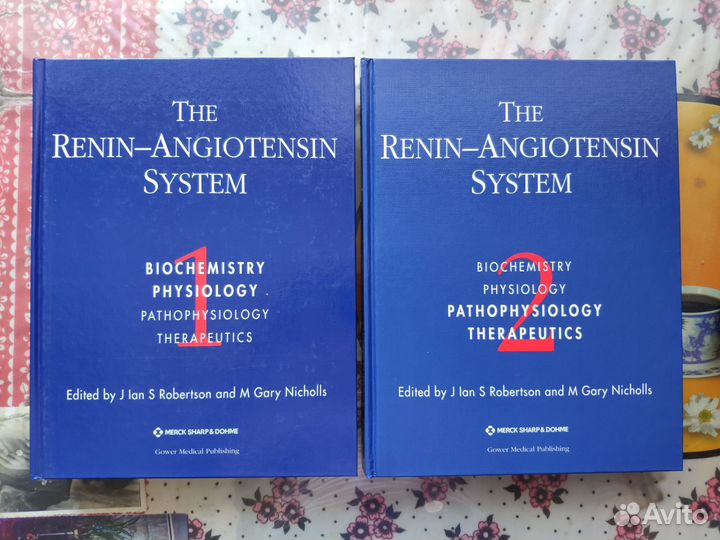 THE
RENIN–ANGIOTENSIN
SYSTEM
1
BIOCHEMISTRY
PHYSIOLOGY
PATHOPHYSIOLOGY
THERAPEUTICS
Edited by J Ian S Robertson and M Gary Nicholls
MERCK SHARP & DOHME
Gower Medical Publishing
THE
RENIN–ANGIOTENSIN
SYSTEM
2
BIOCHEMISTRY
PHYSIOLOGY
PATHOPHYSIOLOGY
THERAPEUTICS
Edited by J Ian S Robertson and M Gary Nicholls
MERCK SHARP & DOHME
Gower Medical Publishing
Avito